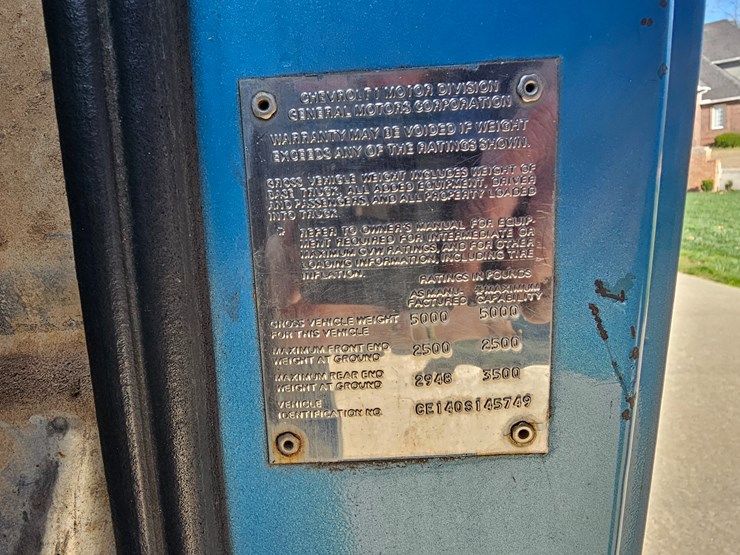 CHEVROLET MOTOR DIVISION
GENERAL MOTORS CORPORATION
WARRANTY MAY BE VOIDED IF WEIGHT
EXCEEDS ANY OF THE RATINGS SHOWN.
GROSS VEHICLE WEIGHT INCLUDES WEIGHT OF
BASE TRUCK, ALL ADDED EQUIPMENT, DRIVER
AND PASSENGERS, AND ALL PROPERTY LOADED
INTO TRUCK
REFER TO OWNER'S MANUAL FOR EQUIP-
MENT REQUIRED FOR INTERMEDIATE OR
MAXIMUM GVW RATINGS, AND FOR OTHER
LOADING INFORMATION, INCLUDING TIRE
INFLATION.
RATINGS IN POUNDS
AS MANU- MAXIMUM
FACTURED CAPABILITY
GROSS VEHICLE WEIGHT 5000 5000
FOR THIS VEHICLE
MAXIMUM FRONT END 2500 2500
WEIGHT AT GROUND
MAXIMUM REAR END 2948 3500
WEIGHT AT GROUND
VEHICLE
IDENTIFICATION NO. CE140S145749